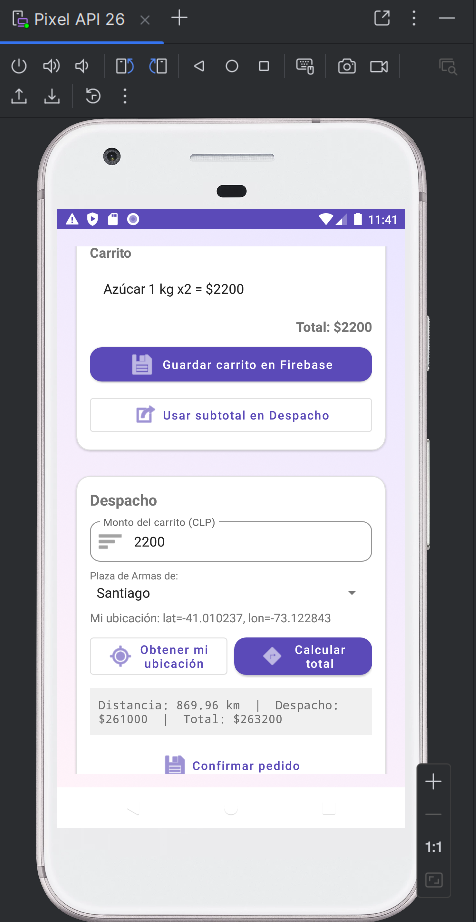 Pixel API 26
11:41
Carrito
Azúcar 1 kg x2 = $2200
Total: $2200
Guardar carrito en Firebase
Usar subtotal en Despacho
Despacho
Monto del carrito (CLP)
2200
Plaza de Armas de:
Santiago
Mi ubicación: lat=-41.010237, lon=-73.122843
Obtener mi
ubicación
Calcular
total
Distancia: 869.96 km | Despacho:
$261000 | Total: $263200
Confirmar pedido
1:1